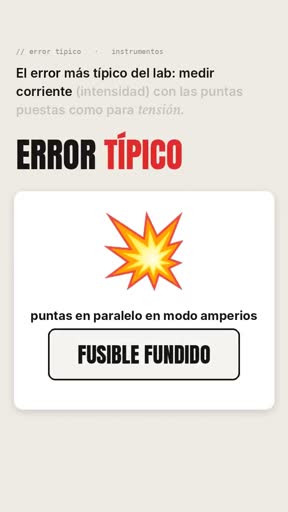 // error típico · instrumentos
El error más típico del lab: medir
corriente (intensidad) con las puntas
puestas como para tensión.
ERROR TÍPICO
puntas en paralelo en modo amperios
FUSIBLE FUNDIDO